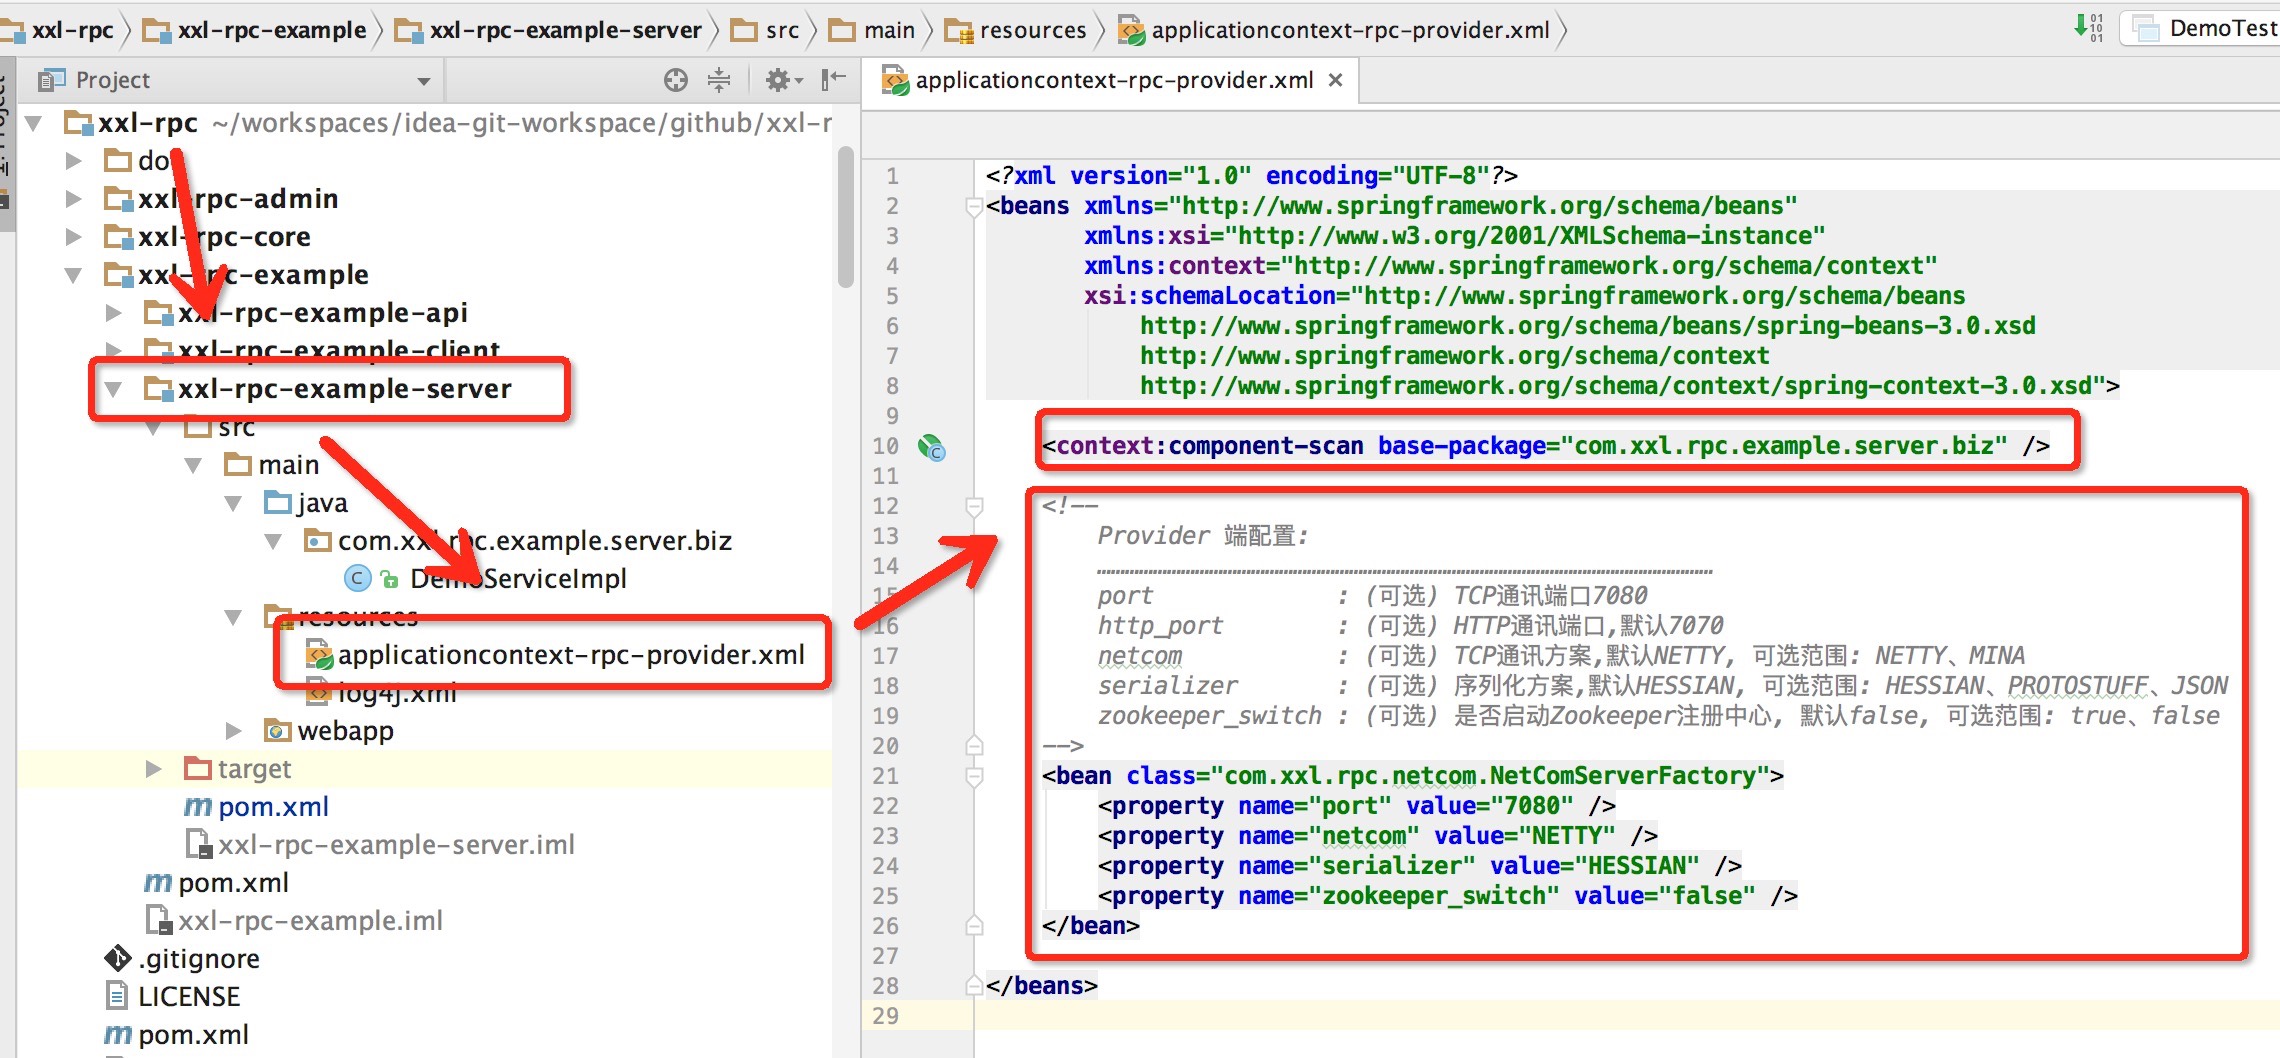 xxl-rpc xxl-rpc-example xxl-rpc-example-server src main resources applicationcontext-rpc-provider.xml DemoTest
Project
applicationcontext-rpc-provider.xml
xxl-rpc ~/workspaces/idea-git-workspace/github/xxl-r
do
xxl-rpc-admin
xxl-rpc-core
xxl-rpc-example
xxl-rpc-example-api
xxl-rpc-example-client
xxl-rpc-example-server
src
main
java
com.xxl.rpc.example.server.biz
DemoServiceImpl
resources
applicationcontext-rpc-provider.xml
log4j.xml
webapp
target
pom.xml
xxl-rpc-example-server.iml
pom.xml
xxl-rpc-example.iml
.gitignore
LICENSE
pom.xml
1 <?xml version="1.0" encoding="UTF-8"?>
2 <beans xmlns="http://www.springframework.org/schema/beans"
3 xmlns:xsi="http://www.w3.org/2001/XMLSchema-instance"
4 xmlns:context="http://www.springframework.org/schema/context"
5 xsi:schemaLocation="http://www.springframework.org/schema/beans
6 http://www.springframework.org/schema/beans/spring-beans-3.0.xsd
7 http://www.springframework.org/schema/context
8 http://www.springframework.org/schema/context/spring-context-3.0.xsd">
9
10 <context:component-scan base-package="com.xxl.rpc.example.server.biz" />
11
12 <!--
13 Provider 端配置:
14
15 port : (可选) TCP通讯端口7080
16 http_port : (可选) HTTP通讯端口,默认7070
17 netcom : (可选) TCP通讯方案,默认NETTY, 可选范围: NETTY、MINA
18 serializer : (可选) 序列化方案,默认HESSIAN, 可选范围: HESSIAN、PROTOSTUFF、JSON
19 zookeeper_switch : (可选) 是否启动Zookeeper注册中心, 默认false, 可选范围: true、false
20 -->
21 <bean class="com.xxl.rpc.netcom.NetComServerFactory">
22 <property name="port" value="7080" />
23 <property name="netcom" value="NETTY" />
24 <property name="serializer" value="HESSIAN" />
25 <property name="zookeeper_switch" value="false" />
26 </bean>
27
28 </beans>
29